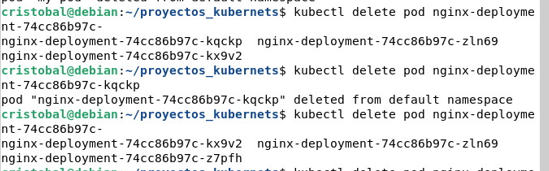 cristobal@debian:~/proyectos_kubernets$ kubectl delete pod nginx-deployme
nt-74cc86b97c-
nginx-deployment-74cc86b97c-kqckp  nginx-deployment-74cc86b97c-zln69
nginx-deployment-74cc86b97c-kx9v2
cristobal@debian:~/proyectos_kubernets$ kubectl delete pod nginx-deployme
nt-74cc86b97c-kqckp
pod "nginx-deployment-74cc86b97c-kqckp" deleted from default namespace
cristobal@debian:~/proyectos_kubernets$ kubectl delete pod nginx-deployme
nt-74cc86b97c-
nginx-deployment-74cc86b97c-kx9v2  nginx-deployment-74cc86b97c-zln69
nginx-deployment-74cc86b97c-z7pfh